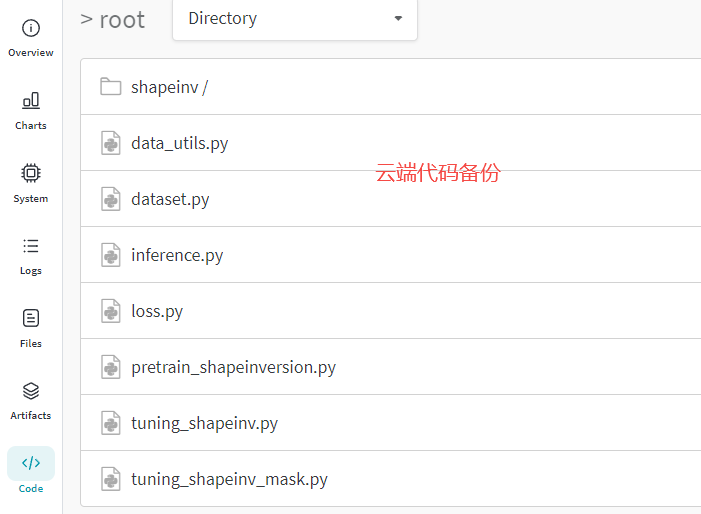 > root
Directory
Overview
Charts
System
Logs
Files
Artifacts
</> Code
shapeinv /
data_utils.py
云端代码备份
dataset.py
inference.py
loss.py
pretrain_shapeinversion.py
tuning_shapeinv.py
tuning_shapeinv_mask.py